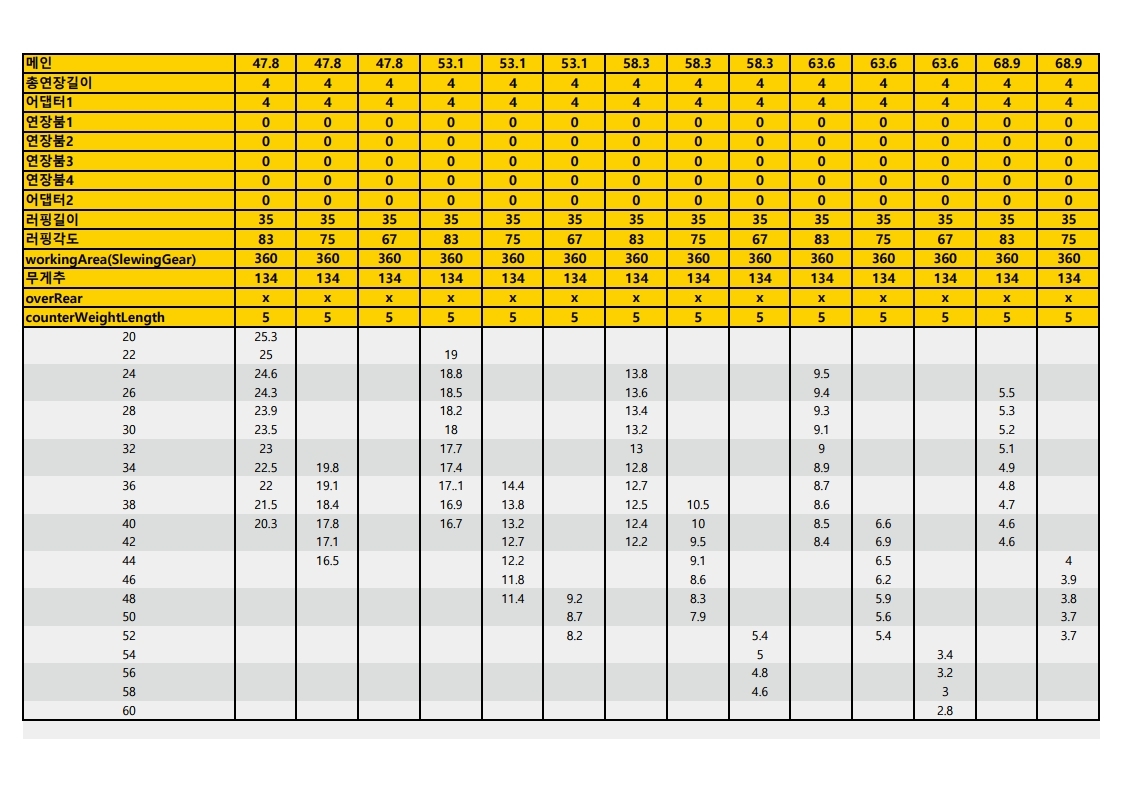 메인 47.8 47.8 47.8 53.1 53.1 53.1 58.3 58.3 58.3 63.6 63.6 63.6 68.9 68.9
총연장길이 4 4 4 4 4 4 4 4 4 4 4 4 4 4
어댑터1 4 4 4 4 4 4 4 4 4 4 4 4 4 4
연장붐1 0 0 0 0 0 0 0 0 0 0 0 0 0 0
연장붐2 0 0 0 0 0 0 0 0 0 0 0 0 0 0
연장붐3 0 0 0 0 0 0 0 0 0 0 0 0 0 0
연장붐4 0 0 0 0 0 0 0 0 0 0 0 0 0 0
어댑터2 0 0 0 0 0 0 0 0 0 0 0 0 0 0
러핑길이 35 35 35 35 35 35 35 35 35 35 35 35 35 35
러핑각도 83 75 67 83 75 67 83 75 67 83 75 67 83 75
workingArea(SlewingGear) 360 360 360 360 360 360 360 360 360 360 360 360 360 360
무게추 134 134 134 134 134 134 134 134 134 134 134 134 134 134
overRear x x x x x x x x x x x x x x
counterWeightLength 5 5 5 5 5 5 5 5 5 5 5 5 5 5
20 25.3
22 25 19
24 24.6 18.8 13.8 9.5
26 24.3 18.5 13.6 9.4 5.5
28 23.9 18.2 13.4 9.3 5.3
30 23.5 18 13.2 9.1 5.2
32 23 17.7 13 9 5.1
34 22.5 19.8 17.4 12.8 8.9 4.9
36 22 19.1 17..1 14.4 12.7 8.7 4.8
38 21.5 18.4 16.9 13.8 12.5 10.5 8.6 4.7
40 20.3 17.8 16.7 13.2 12.4 10 8.5 6.6 4.6
42 17.1 12.7 12.2 9.5 8.4 6.9 4.6
44 16.5 12.2 9.1 6.5 4
46 11.8 8.6 6.2 3.9
48 11.4 9.2 8.3 5.9 3.8
50 8.7 7.9 5.6 3.7
52 8.2 5.4 5.4 3.7
54 5 3.4
56 4.8 3.2
58 4.6 3
60 2.8